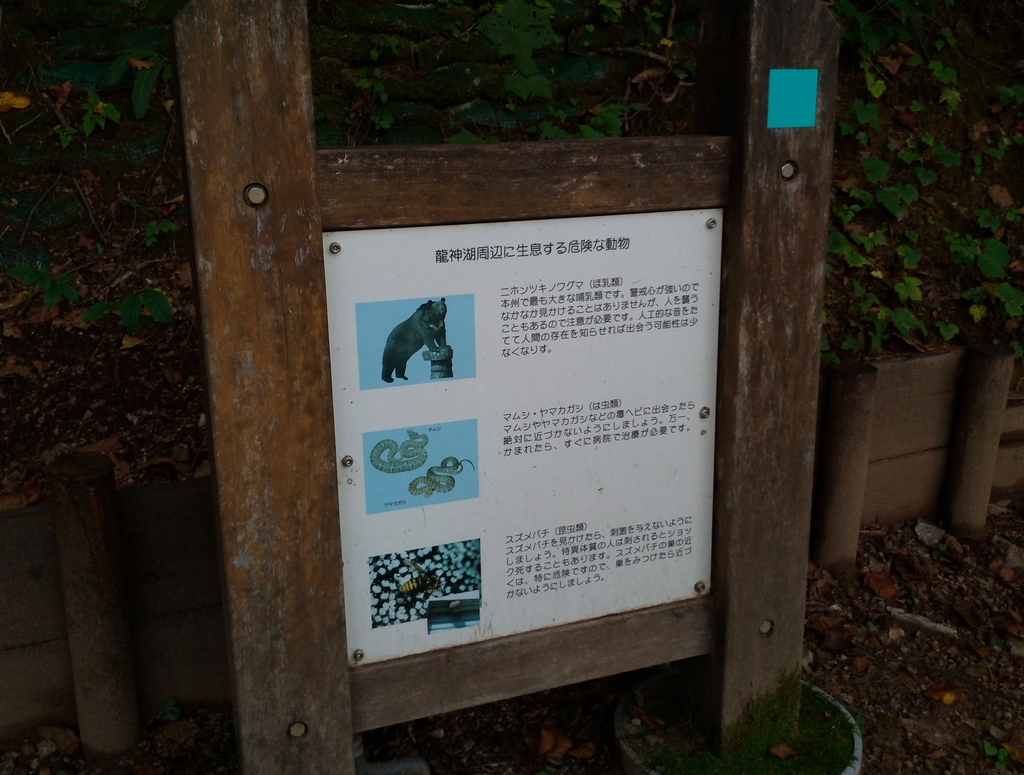 龍神湖周辺に生息する危険な動物
ニホンツキノワグマ（ほ乳類）
本州で最も大きな哺乳類です。警戒心が強いので
なかなか見かけることはありませんが、人を襲う
こともあるので注意が必要です。人工的な音をた
てて人間の存在を知らせれば出会う可能性は少
なくなりす。
マムシ
ヤマカガシ
マムシ・ヤマカガシ（は虫類）
マムシやヤマカガシなどの毒ヘビに出会ったら
絶対に近づかないようにしましょう。万一、
かまれたら、すぐに病院で治療が必要です。
スズメバチ（昆虫類）
スズメバチを見かけたら、刺激を与えないように
しましょう。特異体質の人は刺されるとショッ
ク死することもあります。スズメバチの巣の近
くは、特に危険ですので、巣をみつけたら近づ
かないようにしましょう。